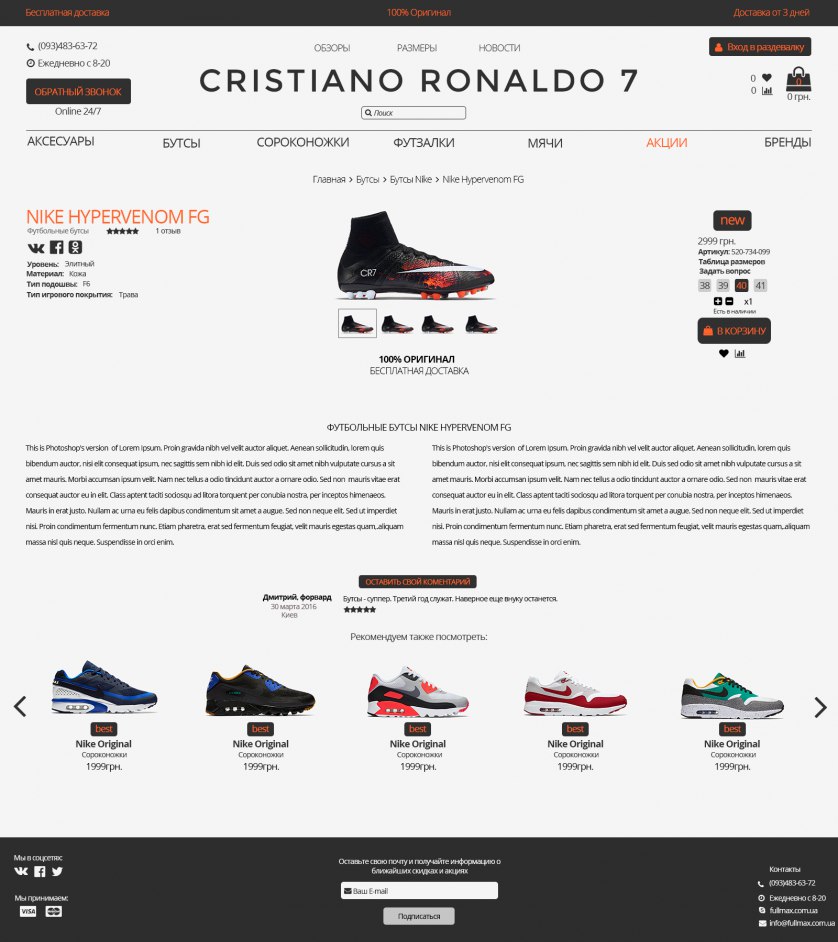 Бесплатная доставка
100% Оригинал
Доставка от 3 дней
(093)483-63-72
ОБЗОРЫ
РАЗМЕРЫ
НОВОСТИ
Вход в раздевалку
Ежедневно с 8-20
CRISTIANO RONALDO 7
0
0
0
ОБРАТНЫЙ ЗВОНОК
0 грн.
Online 24/7
Поиск
АКСЕСУАРЫ
БУТСЫ
СОРОКОНОЖКИ
ФУТЗАЛКИ
МЯЧИ
АКЦИИ
БРЕНДЫ
Главная > Бутсы > Бутсы Nike > Nike Hypervenom FG
NIKE HYPERVENOM FG
Футбольные бутсы
1 отзыв
Уровень: Элитный
Материал: Кожа
Тип подошвы: F6
Тип игрового покрытия: Трава
CR7
100% ОРИГИНАЛ
БЕСПЛАТНАЯ ДОСТАВКА
new
2999 грн.
Артикул: 520-734-099
Таблица размеров
Задать вопрос
38 39 40 41
x1
Есть в наличии
В КОРЗИНУ
ФУТБОЛЬНЫЕ БУТСЫ NIKE HYPERVENOM FG
This is Photoshop's version of Lorem Ipsum. Proin gravida nibh vel velit auctor aliquet. Aenean sollicitudin, lorem quis
bibendum auctor, nisi elit consequat ipsum, nec sagittis sem nibh id elit. Duis sed odio sit amet nibh vulputate cursus a sit
amet mauris. Morbi accumsan ipsum velit. Nam nec tellus a odio tincidunt auctor a ornare odio. Sed non mauris vitae erat
consequat auctor eu in elit. Class aptent taciti sociosqu ad litora torquent per conubia nostra, per inceptos himenaeos.
Mauris in erat justo. Nullam ac urna eu felis dapibus condimentum sit amet a augue. Sed non neque elit. Sed ut imperdiet
nisi. Proin condimentum fermentum nunc. Etiam pharetra, erat sed fermentum feugiat, velit mauris egestas quam,.aliquam
massa nisl quis neque. Suspendisse in orci enim.
This is Photoshop's version of Lorem Ipsum. Proin gravida nibh vel velit auctor aliquet. Aenean sollicitudin, lorem quis
bibendum auctor, nisi elit consequat ipsum, nec sagittis sem nibh id elit. Duis sed odio sit amet nibh vulputate cursus a sit
amet mauris. Morbi accumsan ipsum velit. Nam nec tellus a odio tincidunt auctor a ornare odio. Sed non mauris vitae erat
consequat auctor eu in elit. Class aptent taciti sociosqu ad litora torquent per conubia nostra, per inceptos himenaeos.
Mauris in erat justo. Nullam ac urna eu felis dapibus condimentum sit amet a augue. Sed non neque elit. Sed ut imperdiet
nisi. Proin condimentum fermentum nunc. Etiam pharetra, erat sed fermentum feugiat, velit mauris egestas quam,.aliquam
massa nisl quis neque. Suspendisse in orci enim.
ОСТАВИТЬ СВОЙ КОМЕНТАРИЙ
Дмитрий, форвард
30 марта 2016
Киев
Бутсы - суппер. Третий год служат. Наверное еще внуку останется.
Рекомендуем также посмотреть:
best
Nike Original
Сороконожки
1999грн.
best
Nike Original
Сороконожки
1999грн.
best
Nike Original
Сороконожки
1999грн.
best
Nike Original
Сороконожки
1999грн.
best
Nike Original
Сороконожки
1999грн.
Мы в соцсетях:
Мы принимаем:
VISA
Оставьте свою почту и получайте информацию о
ближайших скидках и акциях
Ваш E-mail
Подписаться
Контакты
(093)483-63-72
Ежедневно с 8-20
fullmax.com.ua
info@fullmax.com.ua